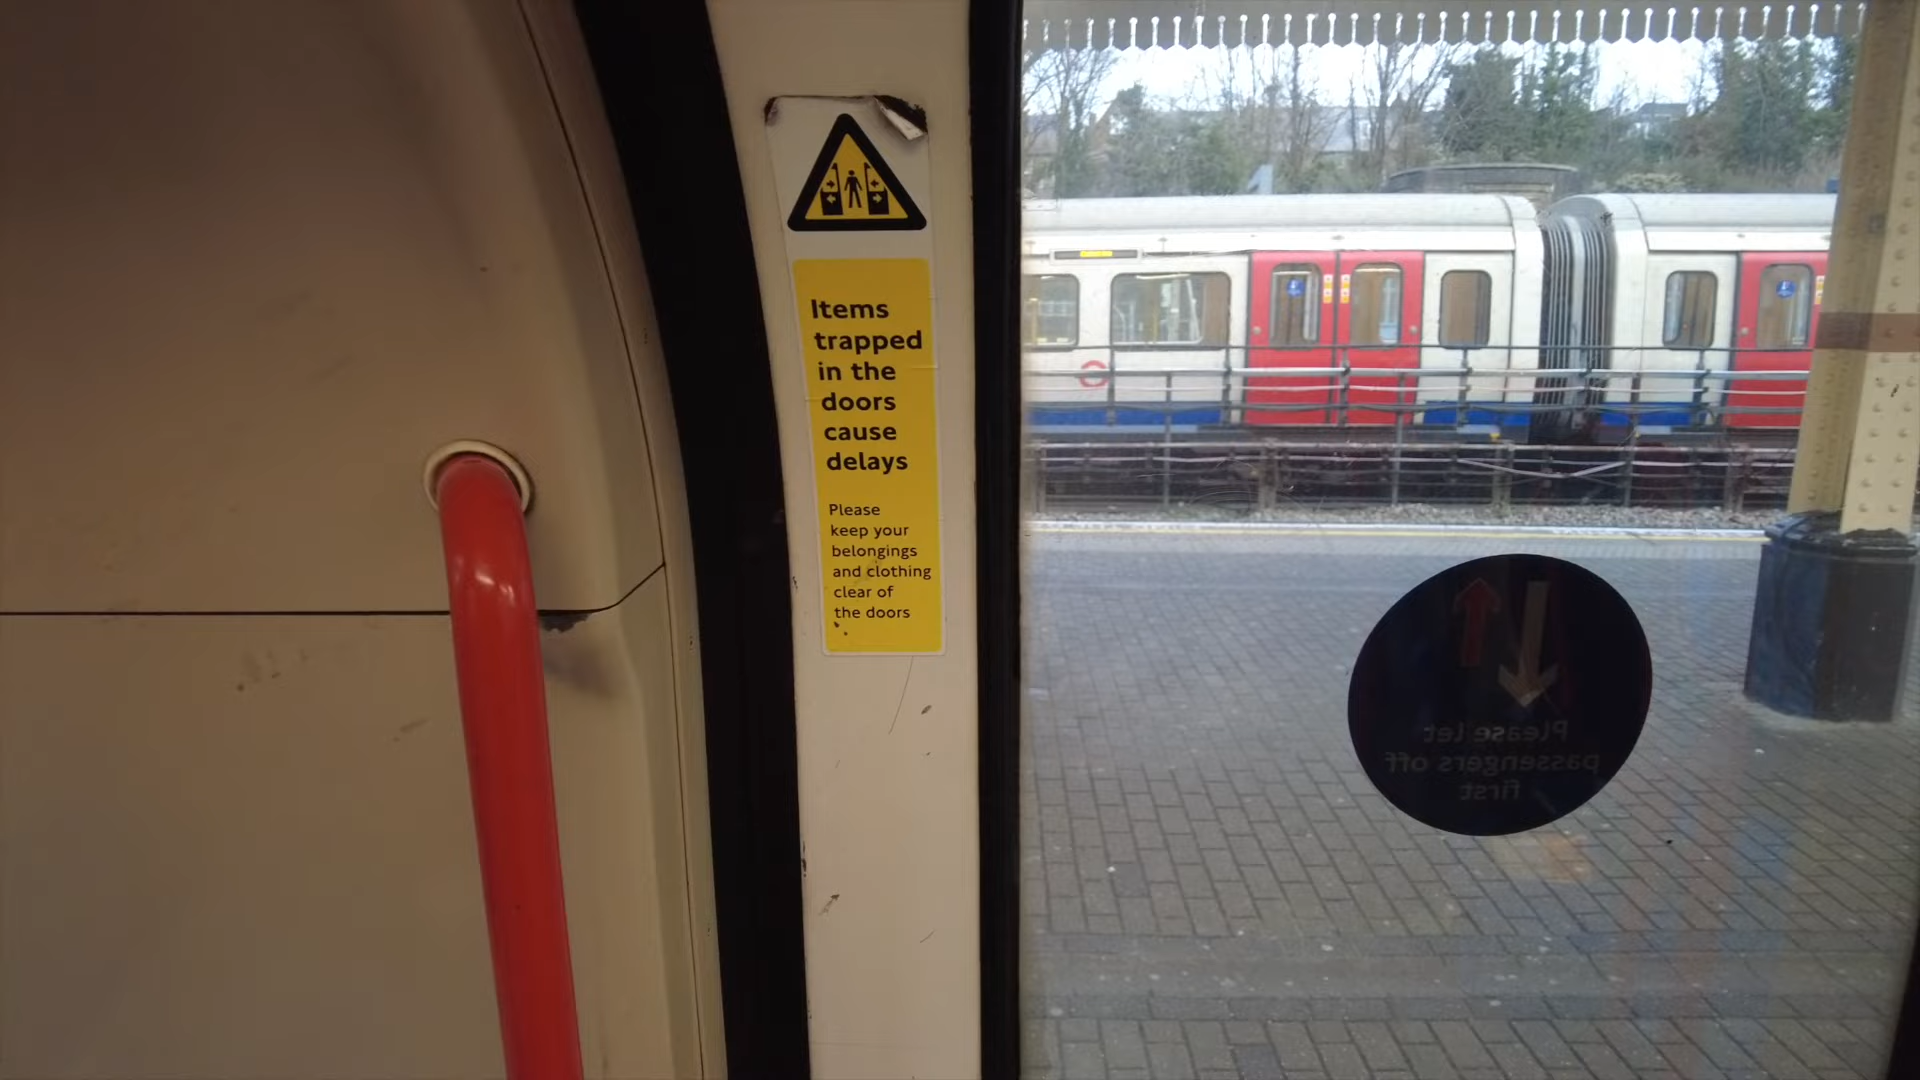 Items
trapped
in the
doors
cause
delays
Please
keep your
belongings
and clothing
clear of
the doors
Please let
passengers off
first